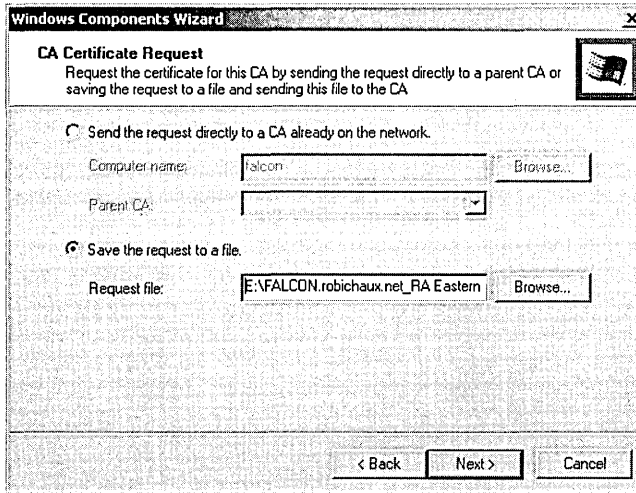 Windows Components Wizard
CA Certificate Request
Request the certificate for this CA by sending the request directly to a parent CA or
saving the request to a file and sending this file to the CA
Send the request directly to a CA already on the network.
Computer name: falcon Browse...
Parent CA:
Save the request to a file.
Request file: E:\FALCON.robichaux.net_RA Eastern Browse...
< Back Next > Cancel